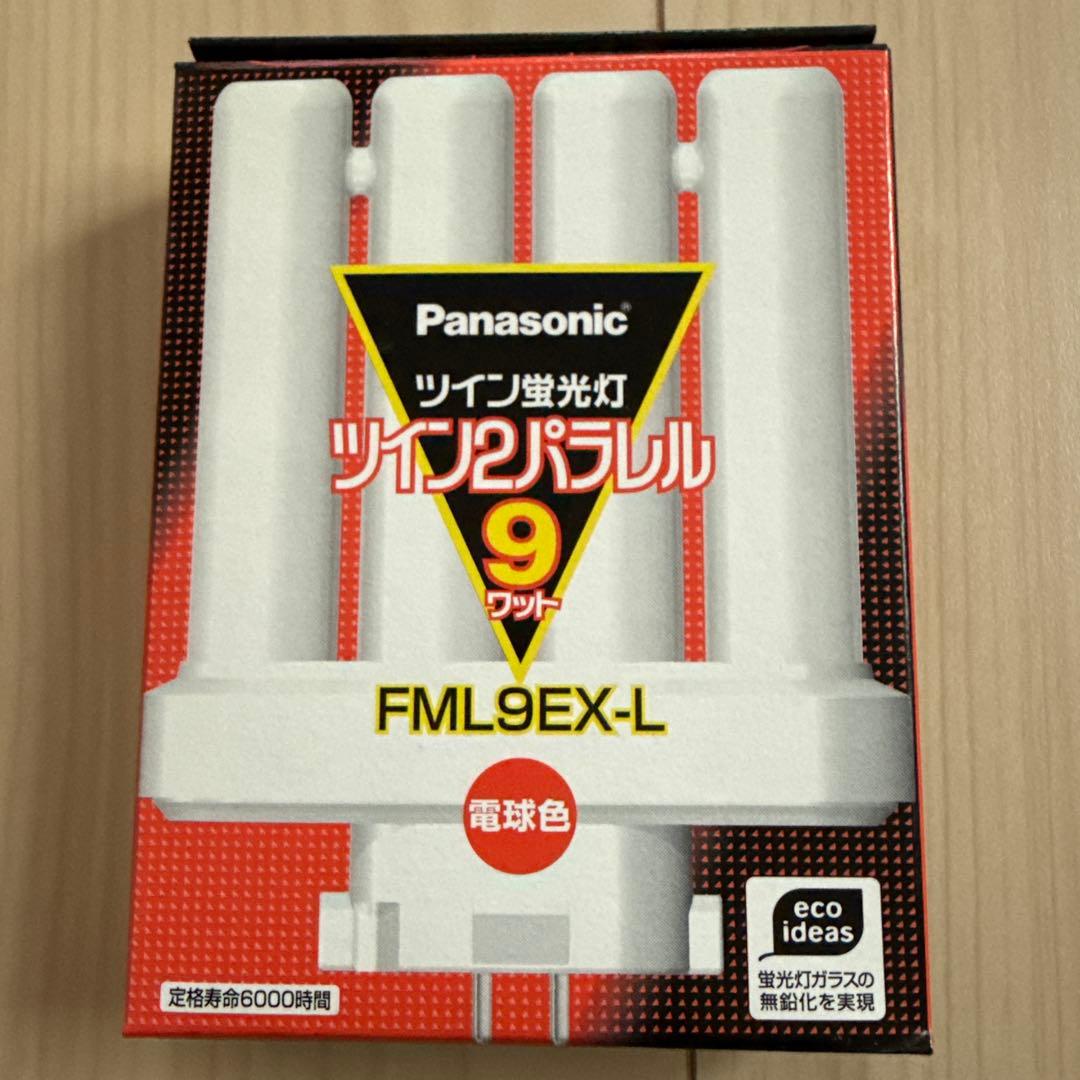 Panasonic®
ツイン蛍光灯
ツイン2パラレル
9
ワット
FML9EX-L
電球色
eco
ideas
蛍光灯ガラスの
無鉛化を実現
定格寿命6000時間